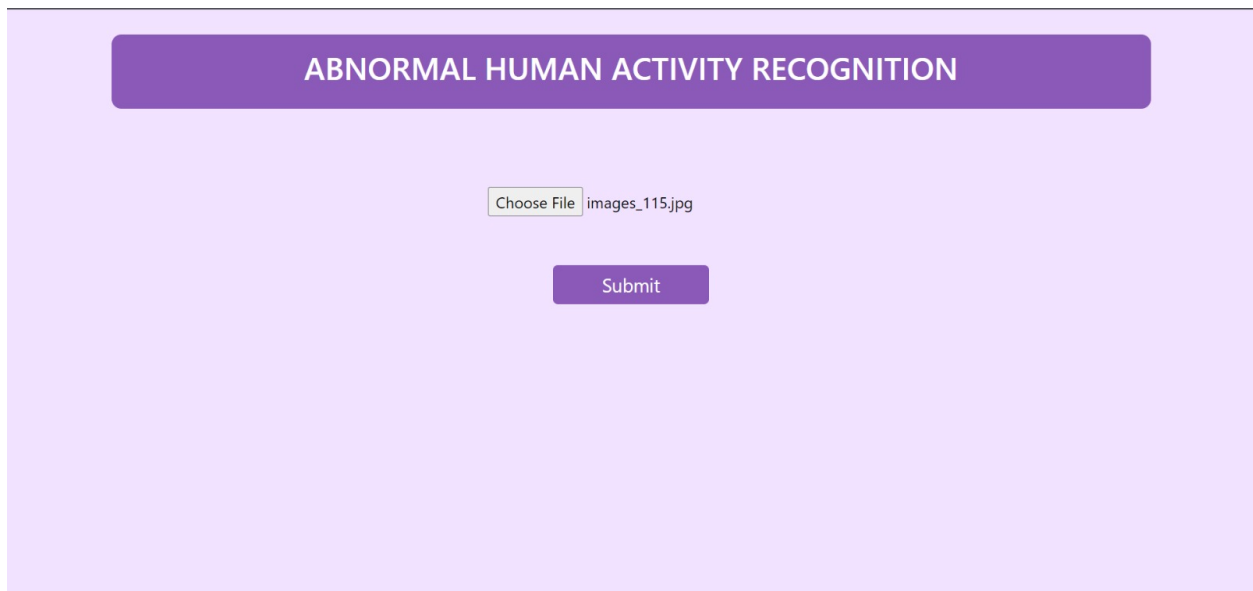 ABNORMAL HUMAN ACTIVITY RECOGNITION
Choose File images_115.jpg
Submit